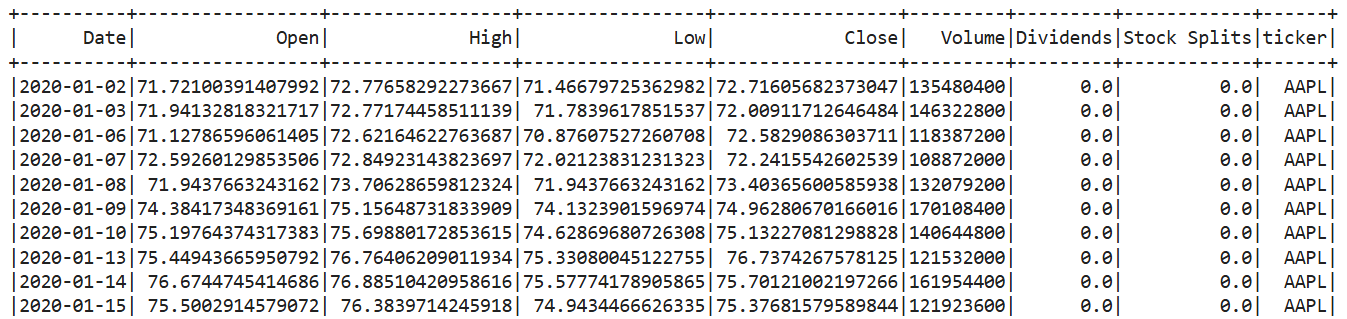 +----------+-----------------+-----------------+-----------------+-----------------+---------+---------+------------+------+
|      Date|             Open|             High|              Low|            Close|   Volume|Dividends|Stock Splits|ticker|
+----------+-----------------+-----------------+-----------------+-----------------+---------+---------+------------+------+
|2020-01-02|71.72100391407992|72.77658292273667|71.46679725362982|72.71605682373047|135480400|      0.0|         0.0|  AAPL|
|2020-01-03|71.94132818321717|72.77174458511139| 71.7839617851537|72.00911712646484|146322800|      0.0|         0.0|  AAPL|
|2020-01-06|71.12786596061405|72.62164622763687|70.87607527260708| 72.5829086303711|118387200|      0.0|         0.0|  AAPL|
|2020-01-07|72.59260129853506|72.84923143823697|72.02123831231323| 72.2415542602539|108872000|      0.0|         0.0|  AAPL|
|2020-01-08| 71.9437663243162|73.70628659812324| 71.9437663243162|73.40365600585938|132079200|      0.0|         0.0|  AAPL|
|2020-01-09|74.38417348369161|75.15648731833909| 74.1323901596974|74.96280670166016|170108400|      0.0|         0.0|  AAPL|
|2020-01-10|75.19764374317383|75.69880172853615|74.62869680726308|75.13227081298828|140644800|      0.0|         0.0|  AAPL|
|2020-01-13|75.44943665950792|76.76406209011934|75.33080045122755| 76.7374267578125|121532000|      0.0|         0.0|  AAPL|
|2020-01-14| 76.6744745414686|76.88510420958616|75.57774178905865|75.70121002197266|161954400|      0.0|         0.0|  AAPL|
|2020-01-15| 75.5002914579072| 76.3839714245918| 74.9434466626335|75.37681579589844|121923600|      0.0|         0.0|  AAPL|